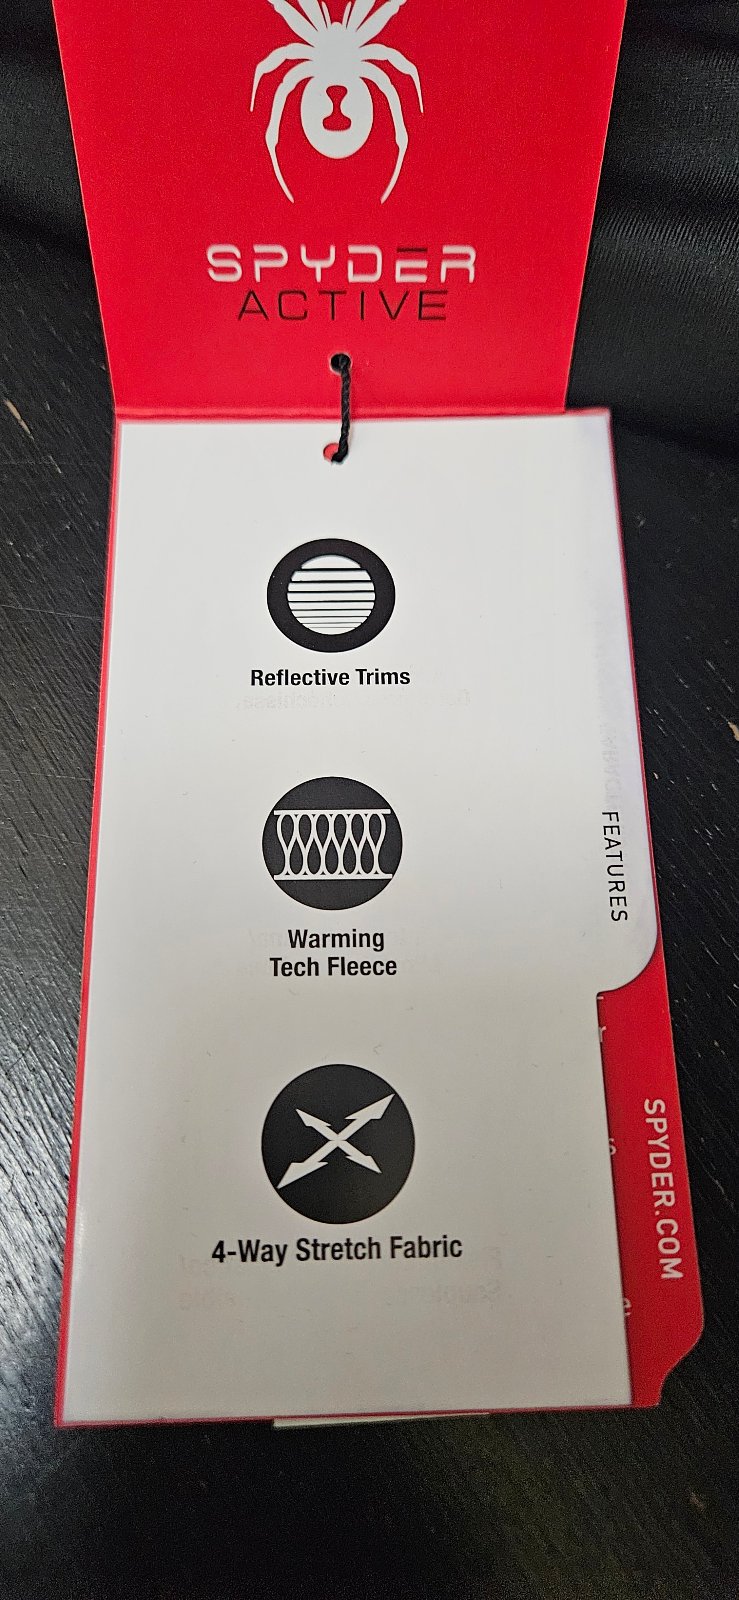 SPYDER
ACTIVE
Reflective Trims
Warming
Tech Fleece
4-Way Stretch Fabric
FEATURES
SPYDER.COM